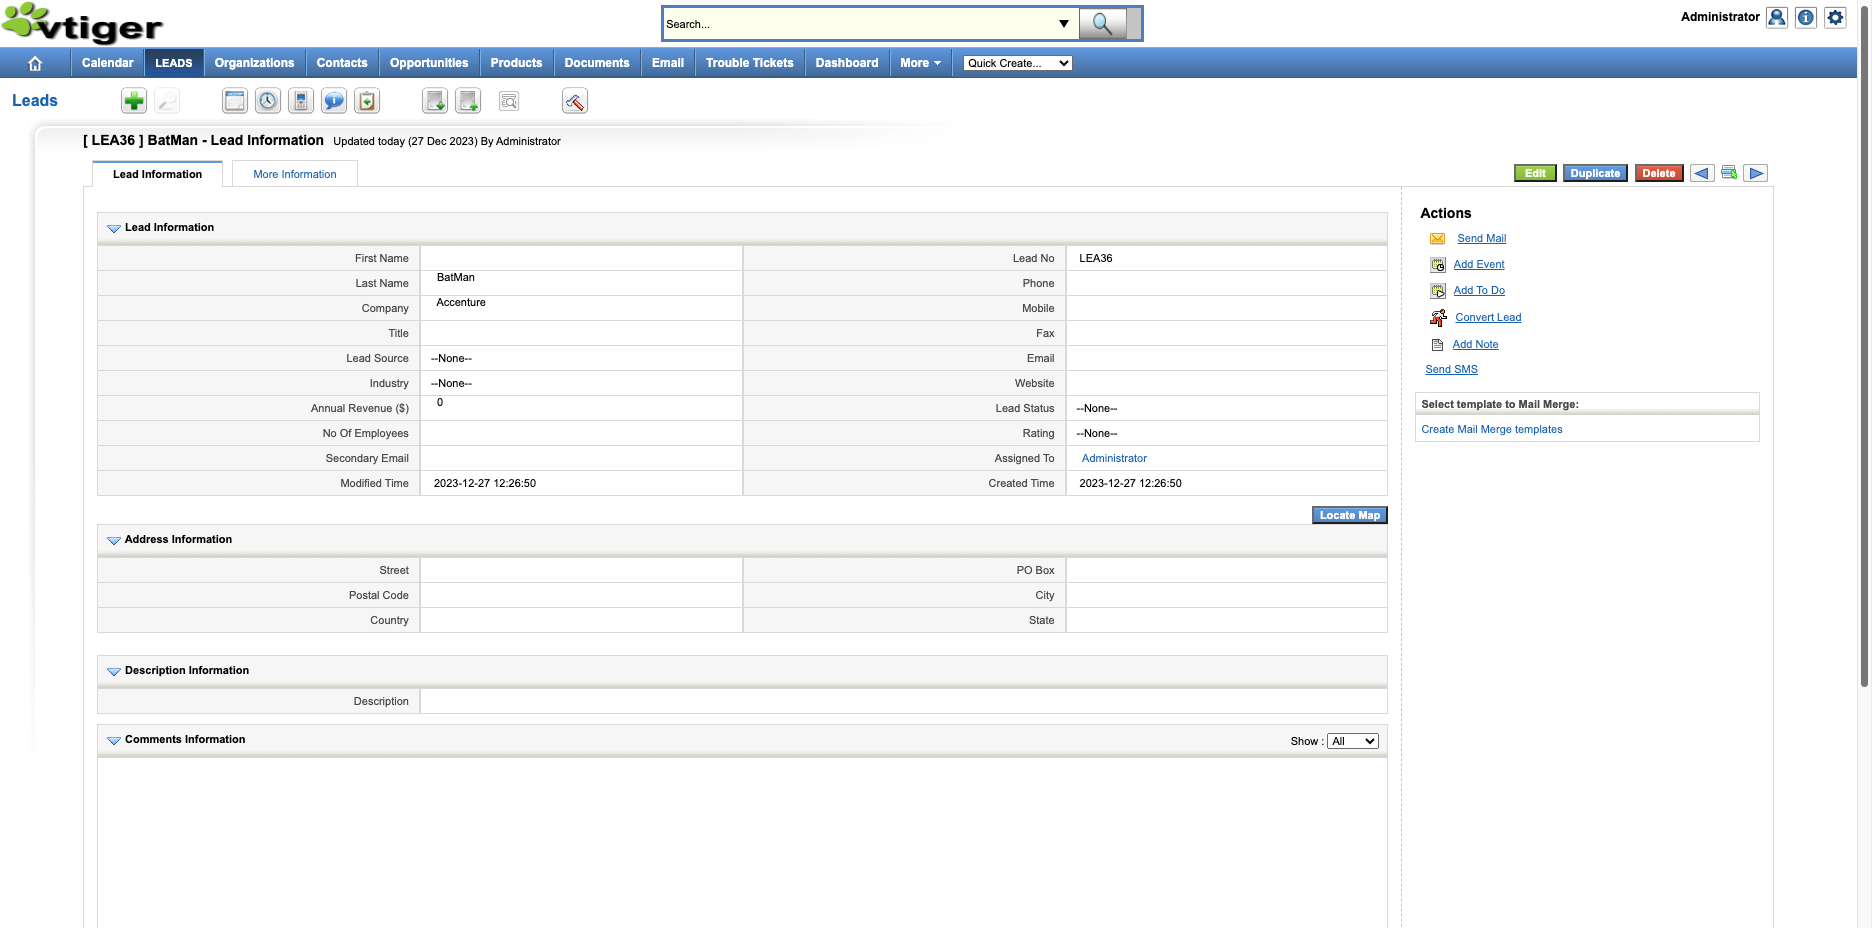 vtiger
Search...
Administrator
Calendar
LEADS
Organizations
Contacts
Opportunities
Products
Documents
Email
Trouble Tickets
Dashboard
More
Quick Create...
Leads
[ LEA36 ] BatMan - Lead Information Updated today (27 Dec 2023) By Administrator
Lead Information
More Information
Edit
Duplicate
Delete
Lead Information
First Name
Lead No LEA36
Last Name BatMan
Phone
Company Accenture
Mobile
Title
Fax
Lead Source --None--
Email
Industry --None--
Website
Annual Revenue ($) 0
Lead Status --None--
No Of Employees
Rating --None--
Secondary Email
Assigned To Administrator
Modified Time 2023-12-27 12:26:50
Created Time 2023-12-27 12:26:50
Locate Map
Address Information
Street
PO Box
Postal Code
City
Country
State
Description Information
Description
Comments Information
Show : All
Actions
Send Mail
Add Event
Add To Do
Convert Lead
Add Note
Send SMS
Select template to Mail Merge:
Create Mail Merge templates